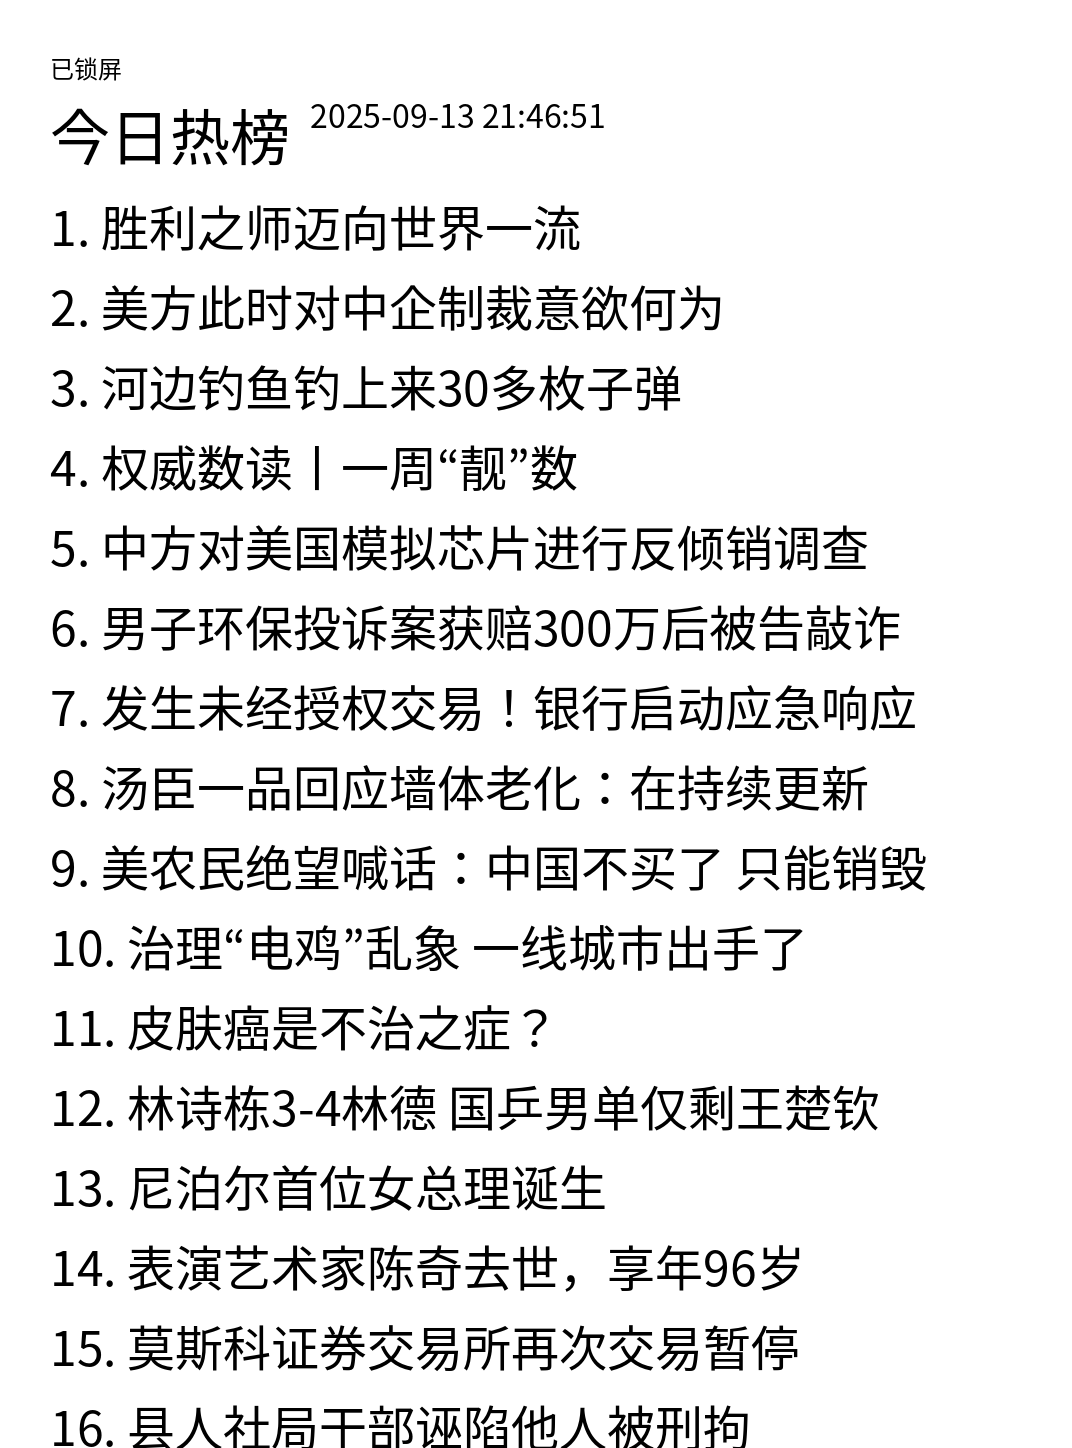 已锁屏
今日热榜 2025-09-13 21:46:51
1. 胜利之师迈向世界一流
2. 美方此时对中企制裁意欲何为
3. 河边钓鱼钓上来30多枚子弹
4. 权威数读丨一周“靓”数
5. 中方对美国模拟芯片进行反倾销调查
6. 男子环保投诉案获赔300万后被告敲诈
7. 发生未经授权交易！银行启动应急响应
8. 汤臣一品回应墙体老化：在持续更新
9. 美农民绝望喊话：中国不买了 只能销毁
10. 治理“电鸡”乱象 一线城市出手了
11. 皮肤癌是不治之症？
12. 林诗栋3-4林德 国乒男单仅剩王楚钦
13. 尼泊尔首位女总理诞生
14. 表演艺术家陈奇去世，享年96岁
15. 莫斯科证券交易所再次交易暂停
16. 县人社局干部诬陷他人被刑拘